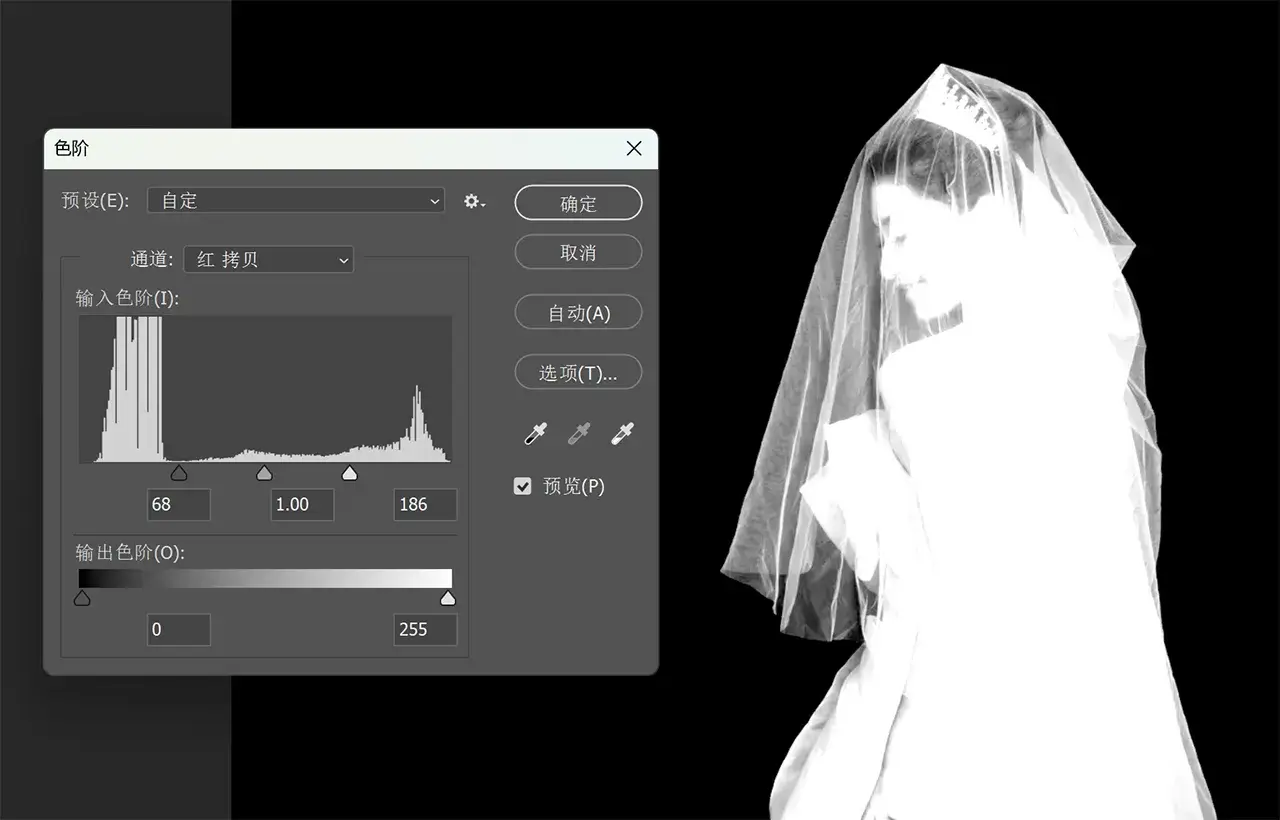 色阶
预设(E): 自定
确定
取消
通道: 红 拷贝
输入色阶(I):
自动(A)
选项(T)...
预览(P)
68 1.00 186
输出色阶(O):
0 255